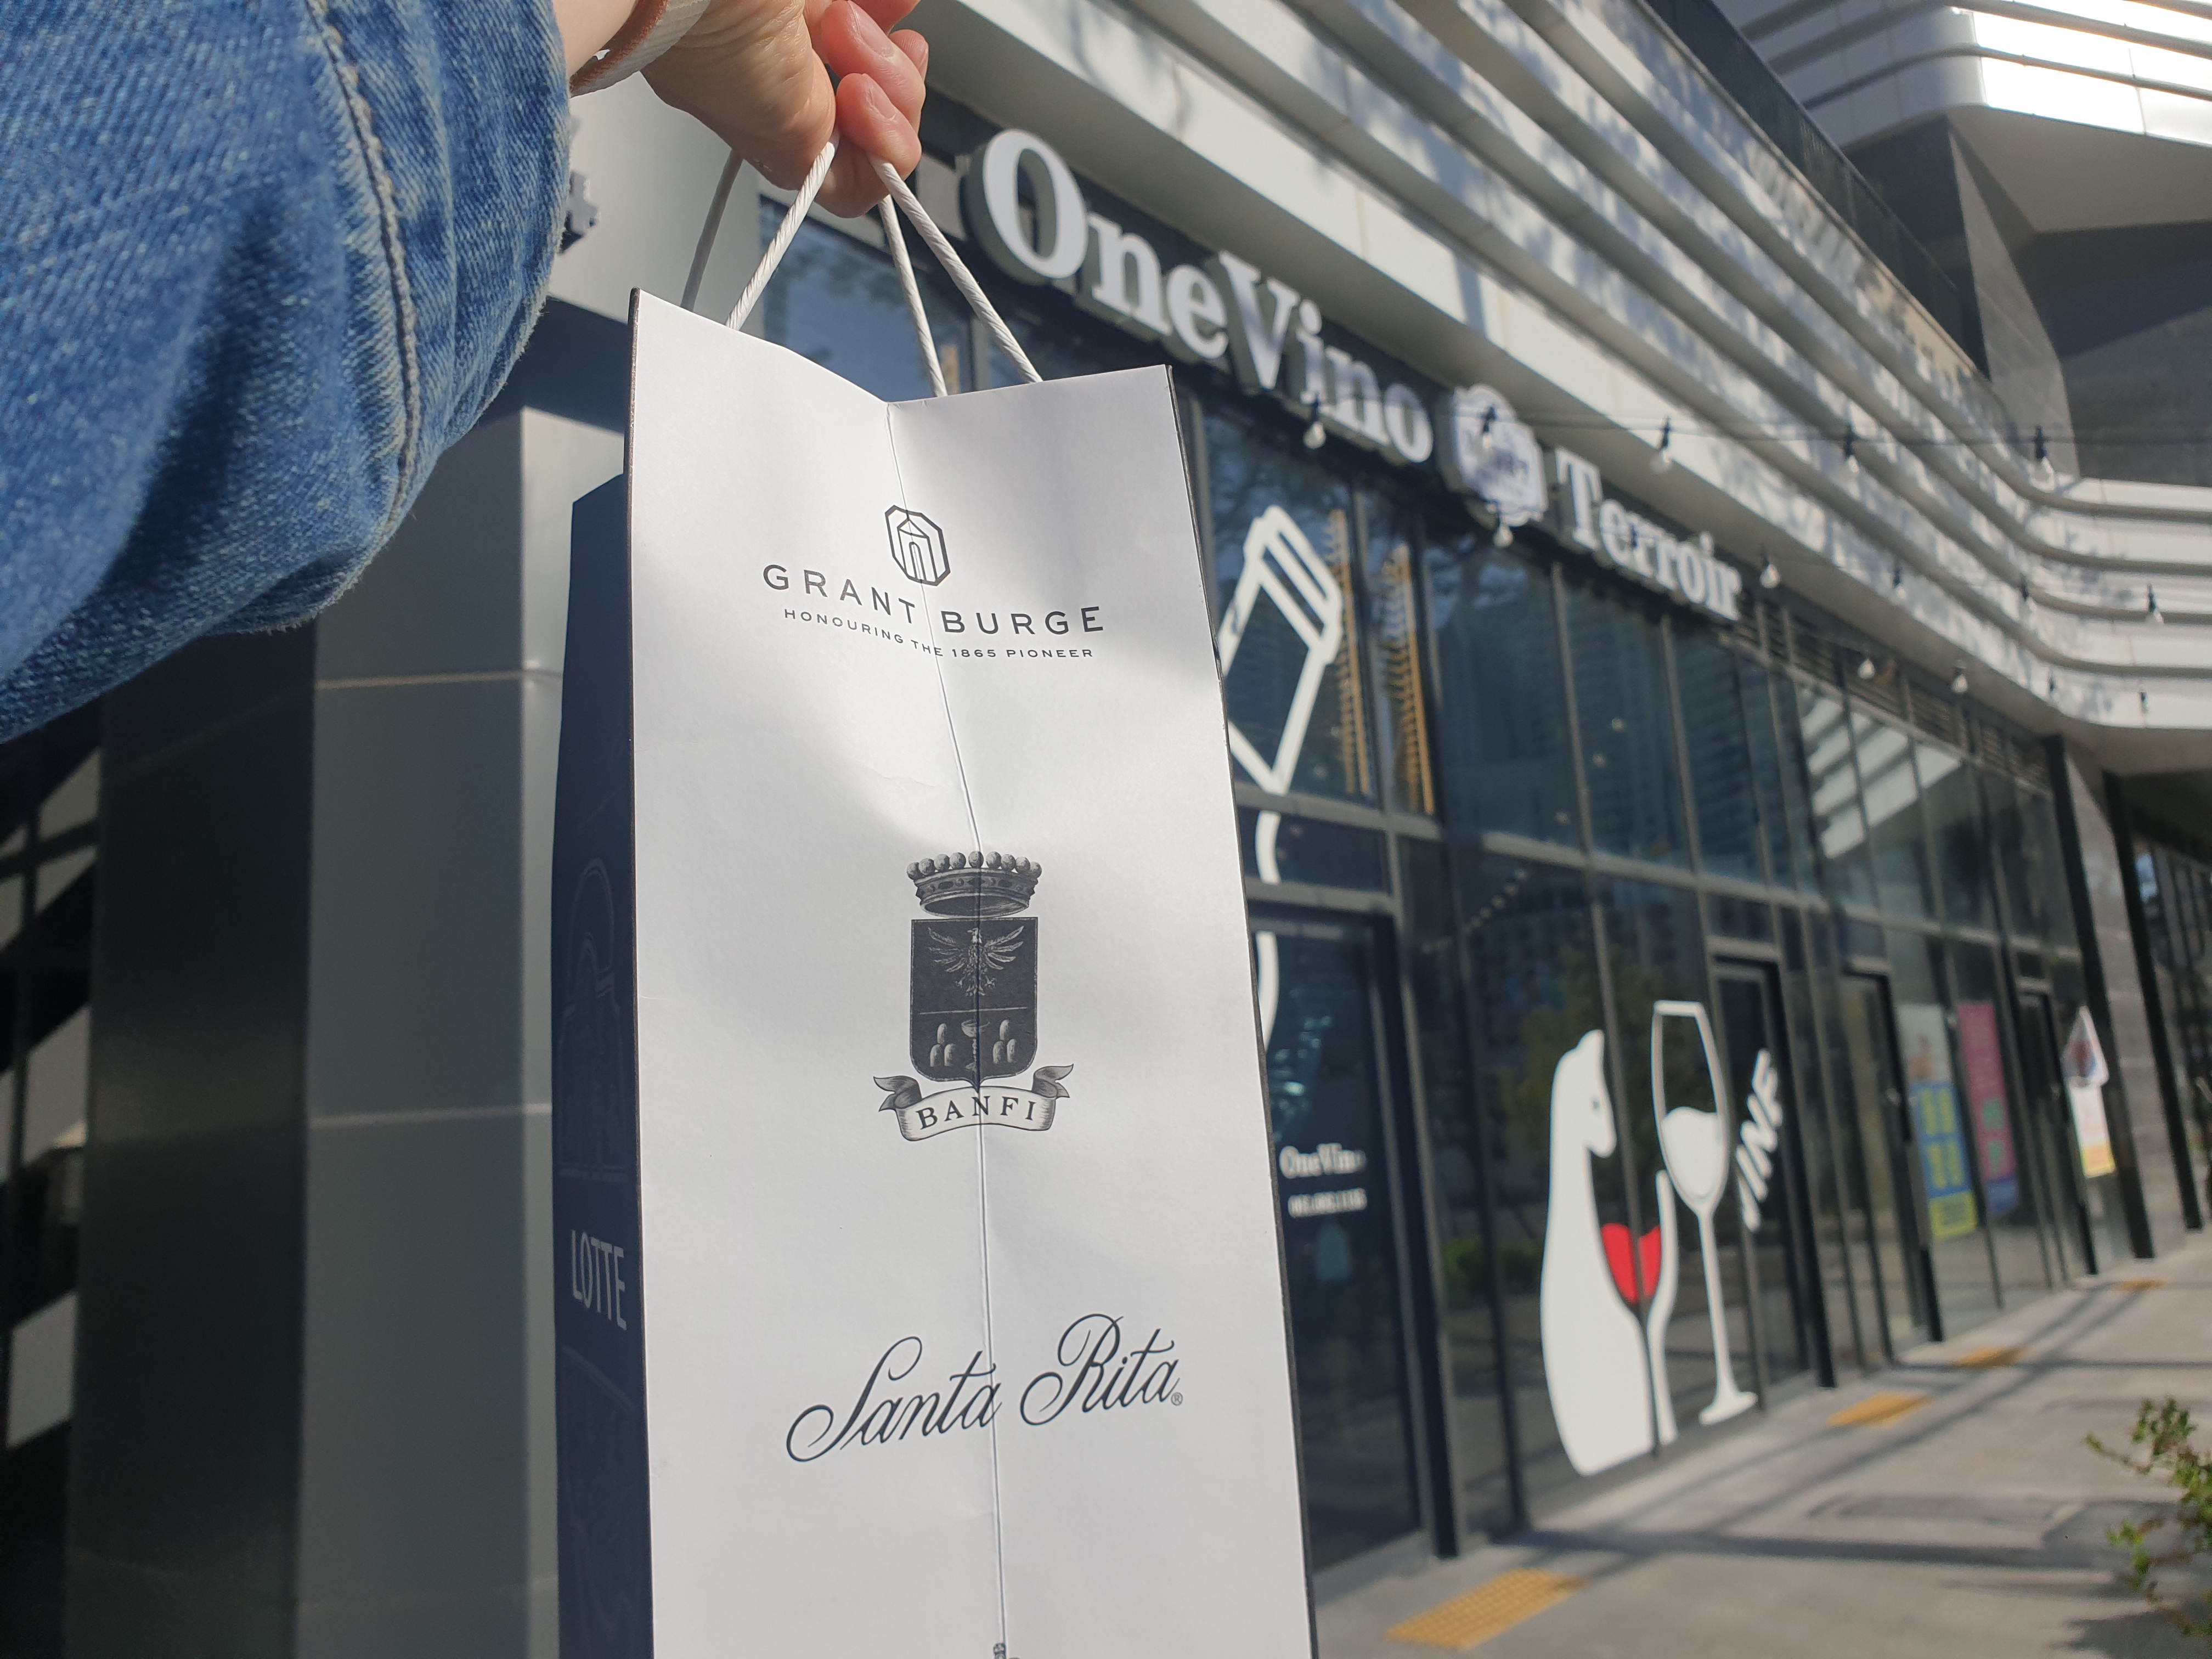 OneVino Terroir
GRANT BURGE
HONOURING THE 1865 PIONEER
BANFI
LOTTE
Santa Rita®
OneVino